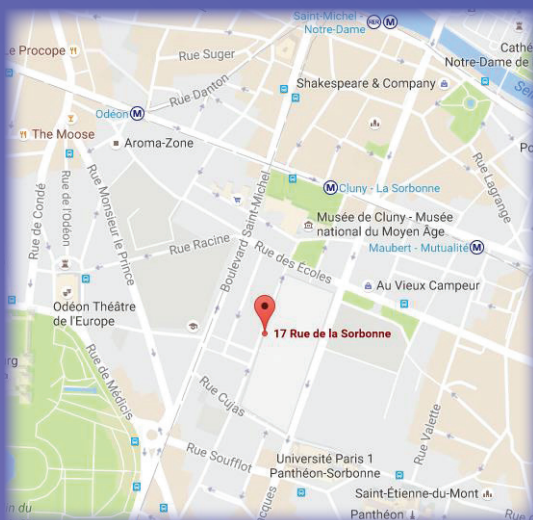 Saint-Michel -
Notre-Dame
RER
M
Cathé
Notre-Dame de
Le Procope
Rue Suger
Shakespeare & Company
Rue Danton
Odéon M
The Moose
Aroma-Zone
Rue Lagrange
Rue de Condé
Rue de l'Odéon
Rue Monsieur le Prince
Boulevard Saint-Michel
M Cluny - La Sorbonne
Musée de Cluny - Musée
national du Moyen Âge
Maubert - Mutualité M
Rue Racine
Rue des Écoles
Au Vieux Campeur
Odéon Théâtre
de l'Europe
17 Rue de la Sorbonne
Rue de Médicis
Rue Cujas
Rue Soufflot
Rue Valette
Université Paris 1
Panthéon-Sorbonne
Saint-Étienne-du-Mont
Panthéon